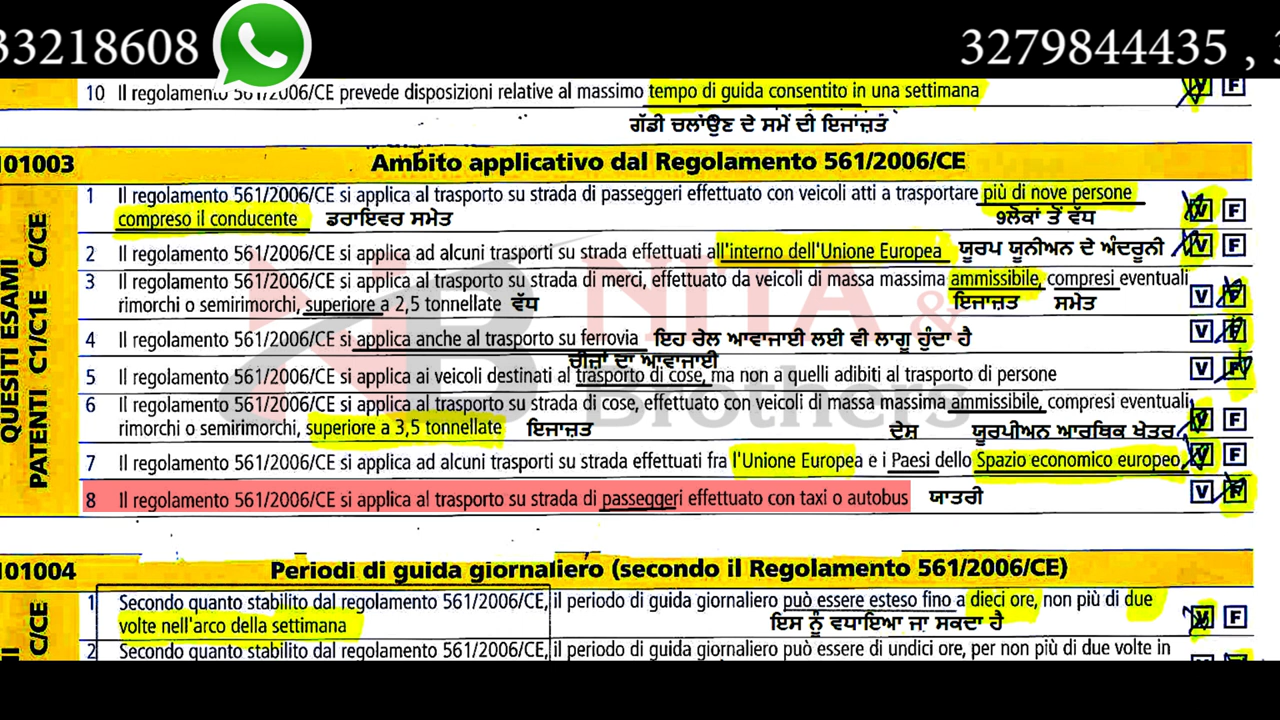 33218608
3279844435 , 3
10 Il regolamento 561/2006/CE prevede disposizioni relative al massimo tempo di guida consentito in una settimana V F
ਗੱਡੀ ਚਲਾਉਣ ਦੇ ਸਮੇਂ ਦੀ ਇਜਾਂਜ਼ਤ
101003 Ambito applicativo dal Regolamento 561/2006/CE
QUESITI ESAMI
PATENTI C1/C1E C/CE
1 Il regolamento 561/2006/CE si applica al trasporto su strada di passeggeri effettuato con veicoli atti a trasportare più di nove persone
compreso il conducente ਡਰਾਇਵਰ ਸਮੇਤ 9ਲੋਕਾਂ ਤੋਂ ਵੱਧ V F
2 Il regolamento 561/2006/CE si applica ad alcuni trasporti su strada effettuati all'interno dell'Unione Europea ਯੂਰਪ ਯੂਨੀਅਨ ਦੇ ਅੰਦਰੂਨੀ V F
3 Il regolamento 561/2006/CE si applica al trasporto su strada di merci, effettuato da veicoli di massa massima ammissibile, compresi eventuali
rimorchi o semirimorchi, superiore a 2,5 tonnellate ਵੱਧ ਇਜਾਜ਼ਤ ਸਮੇਤ V F
4 Il regolamento 561/2006/CE si applica anche al trasporto su ferrovia ਇਹ ਰੇਲ ਆਵਾਜਾਈ ਲਈ ਵੀ ਲਾਗੂ ਹੁੰਦਾ ਹੈ V F
ਚੀਜ਼ਾਂ ਦਾ ਆਵਾਜਾਈ
5 Il regolamento 561/2006/CE si applica ai veicoli destinati al trasporto di cose, ma non a quelli adibiti al trasporto di persone V F
6 Il regolamento 561/2006/CE si applica al trasporto su strada di cose, effettuato con veicoli di massa massima ammissibile, compresi eventuali
rimorchi o semirimorchi, superiore a 3,5 tonnellate ਇਜਾਜ਼ਤ ਦੇਸ਼ ਯੂਰਪੀਅਨ ਆਰਥਿਕ ਖੇਤਰ V F
7 Il regolamento 561/2006/CE si applica ad alcuni trasporti su strada effettuati fra l'Unione Europea e i Paesi dello Spazio economico europeo V F
8 Il regolamento 561/2006/CE si applica al trasporto su strada di passeggeri effettuato con taxi o autobus ਯਾਤਰੀ V F
NITA &
Brothers
101004 Periodi di guida giornaliero (secondo il Regolamento 561/2006/CE)
C/CE
1 Secondo quanto stabilito dal regolamento 561/2006/CE, il periodo di guida giornaliero può essere esteso fino a dieci ore, non più di due
volte nell'arco della settimana ਇਸ ਨੂੰ ਵਧਾਇਆ ਜਾ ਸਕਦਾ ਹੈ V F
2 Secondo quanto stabilito dal regolamento 561/2006/CE, il periodo di guida giornaliero può essere di undici ore, per non più di due volte in